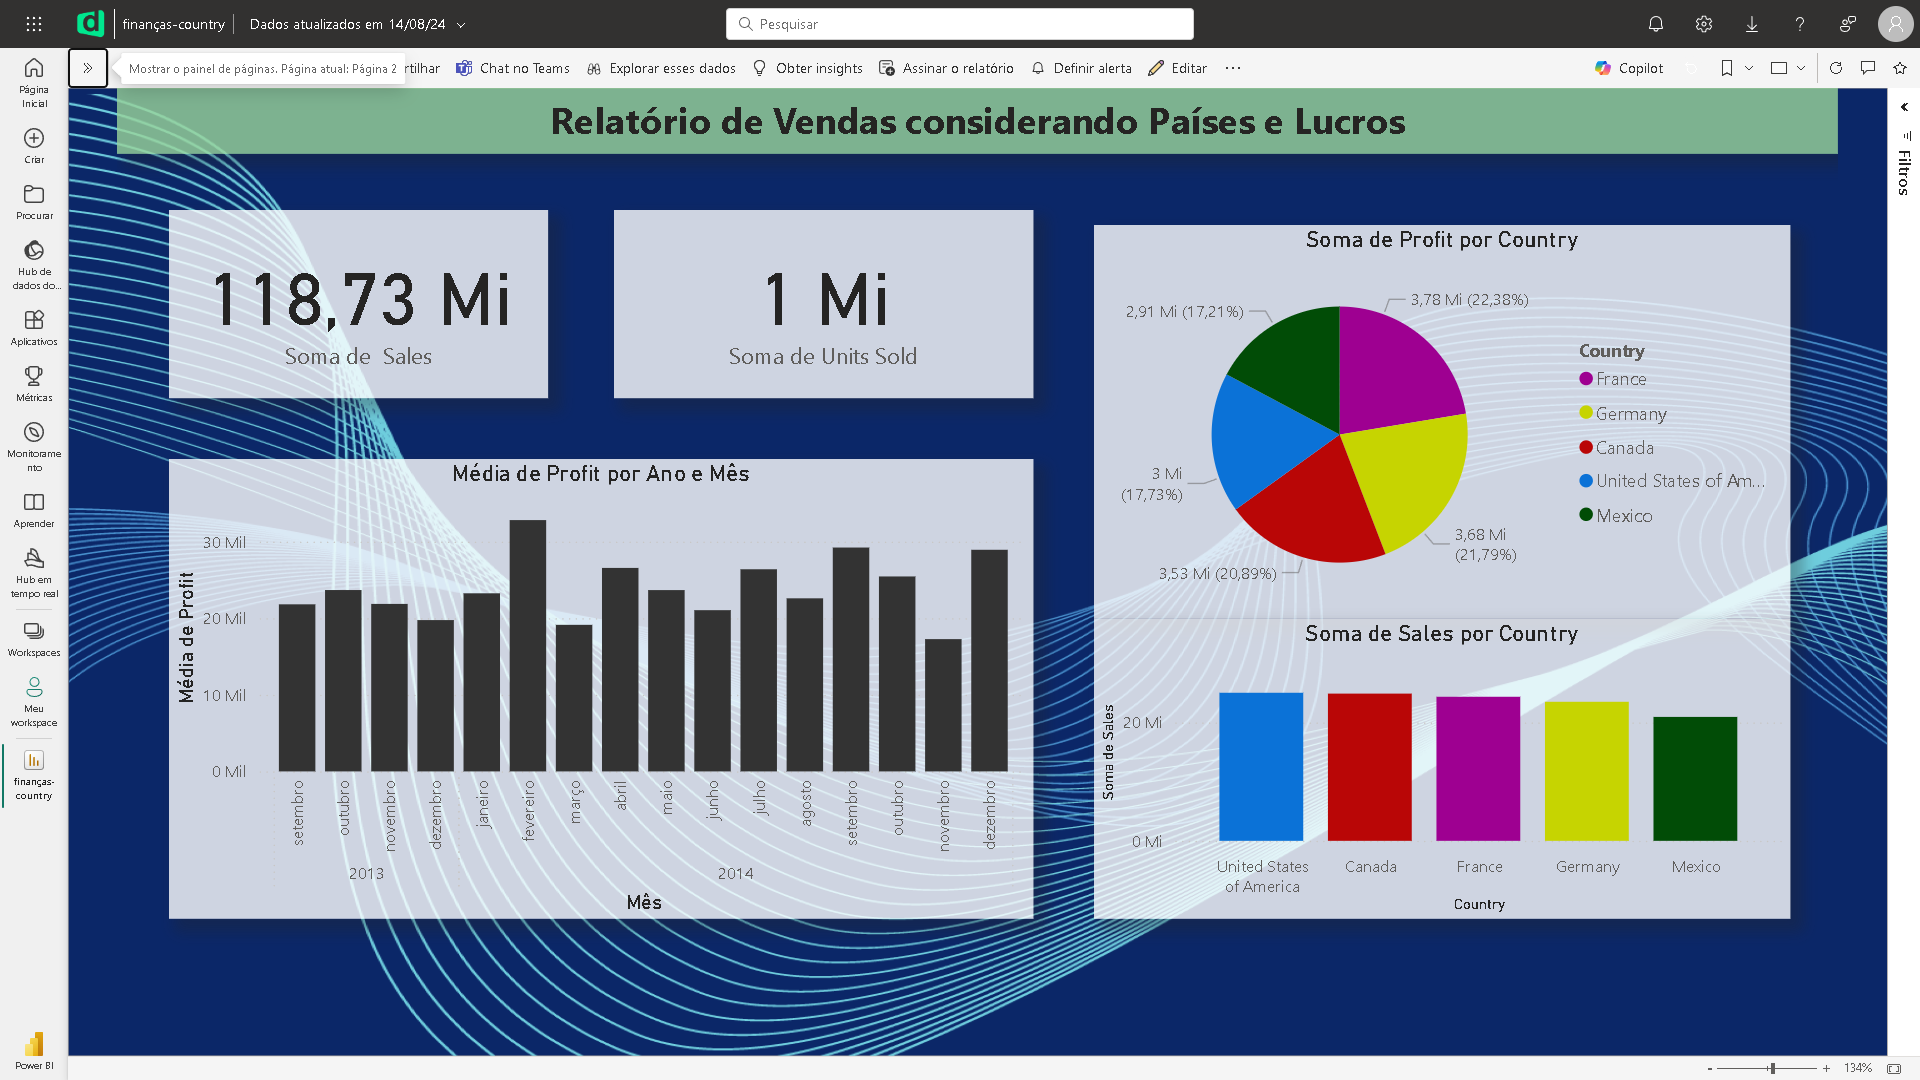 finanças-country
Dados atualizados em 14/08/24
Pesquisar
Mostrar o painel de páginas. Página atual: Página 2
rtilhar
Chat no Teams
Explorar esses dados
Obter insights
Assinar o relatório
Definir alerta
Editar
Copilot
Página
Inicial
Criar
Procurar
Hub de
dados do...
Aplicativos
Métricas
Monitorame
nto
Aprender
Hub em
tempo real
Workspaces
Meu
workspace
finanças-
country
Power BI
Relatório de Vendas considerando Países e Lucros
118,73 Mi
Soma de Sales
1 Mi
Soma de Units Sold
Média de Profit por Ano e Mês
Média de Profit
30 Mil
20 Mil
10 Mil
0 Mil
setembro
outubro
novembro
dezembro
janeiro
fevereiro
março
abril
maio
junho
julho
agosto
setembro
outubro
novembro
dezembro
2013
2014
Mês
Soma de Profit por Country
3,78 Mi (22,38%)
2,91 Mi (17,21%)
3 Mi
(17,73%)
3,68 Mi
(21,79%)
3,53 Mi (20,89%)
Country
France
Germany
Canada
United States of Am...
Mexico
Soma de Sales por Country
Soma de Sales
20 Mi
0 Mi
United States
of America
Canada
France
Germany
Mexico
Country
Filtros
134%